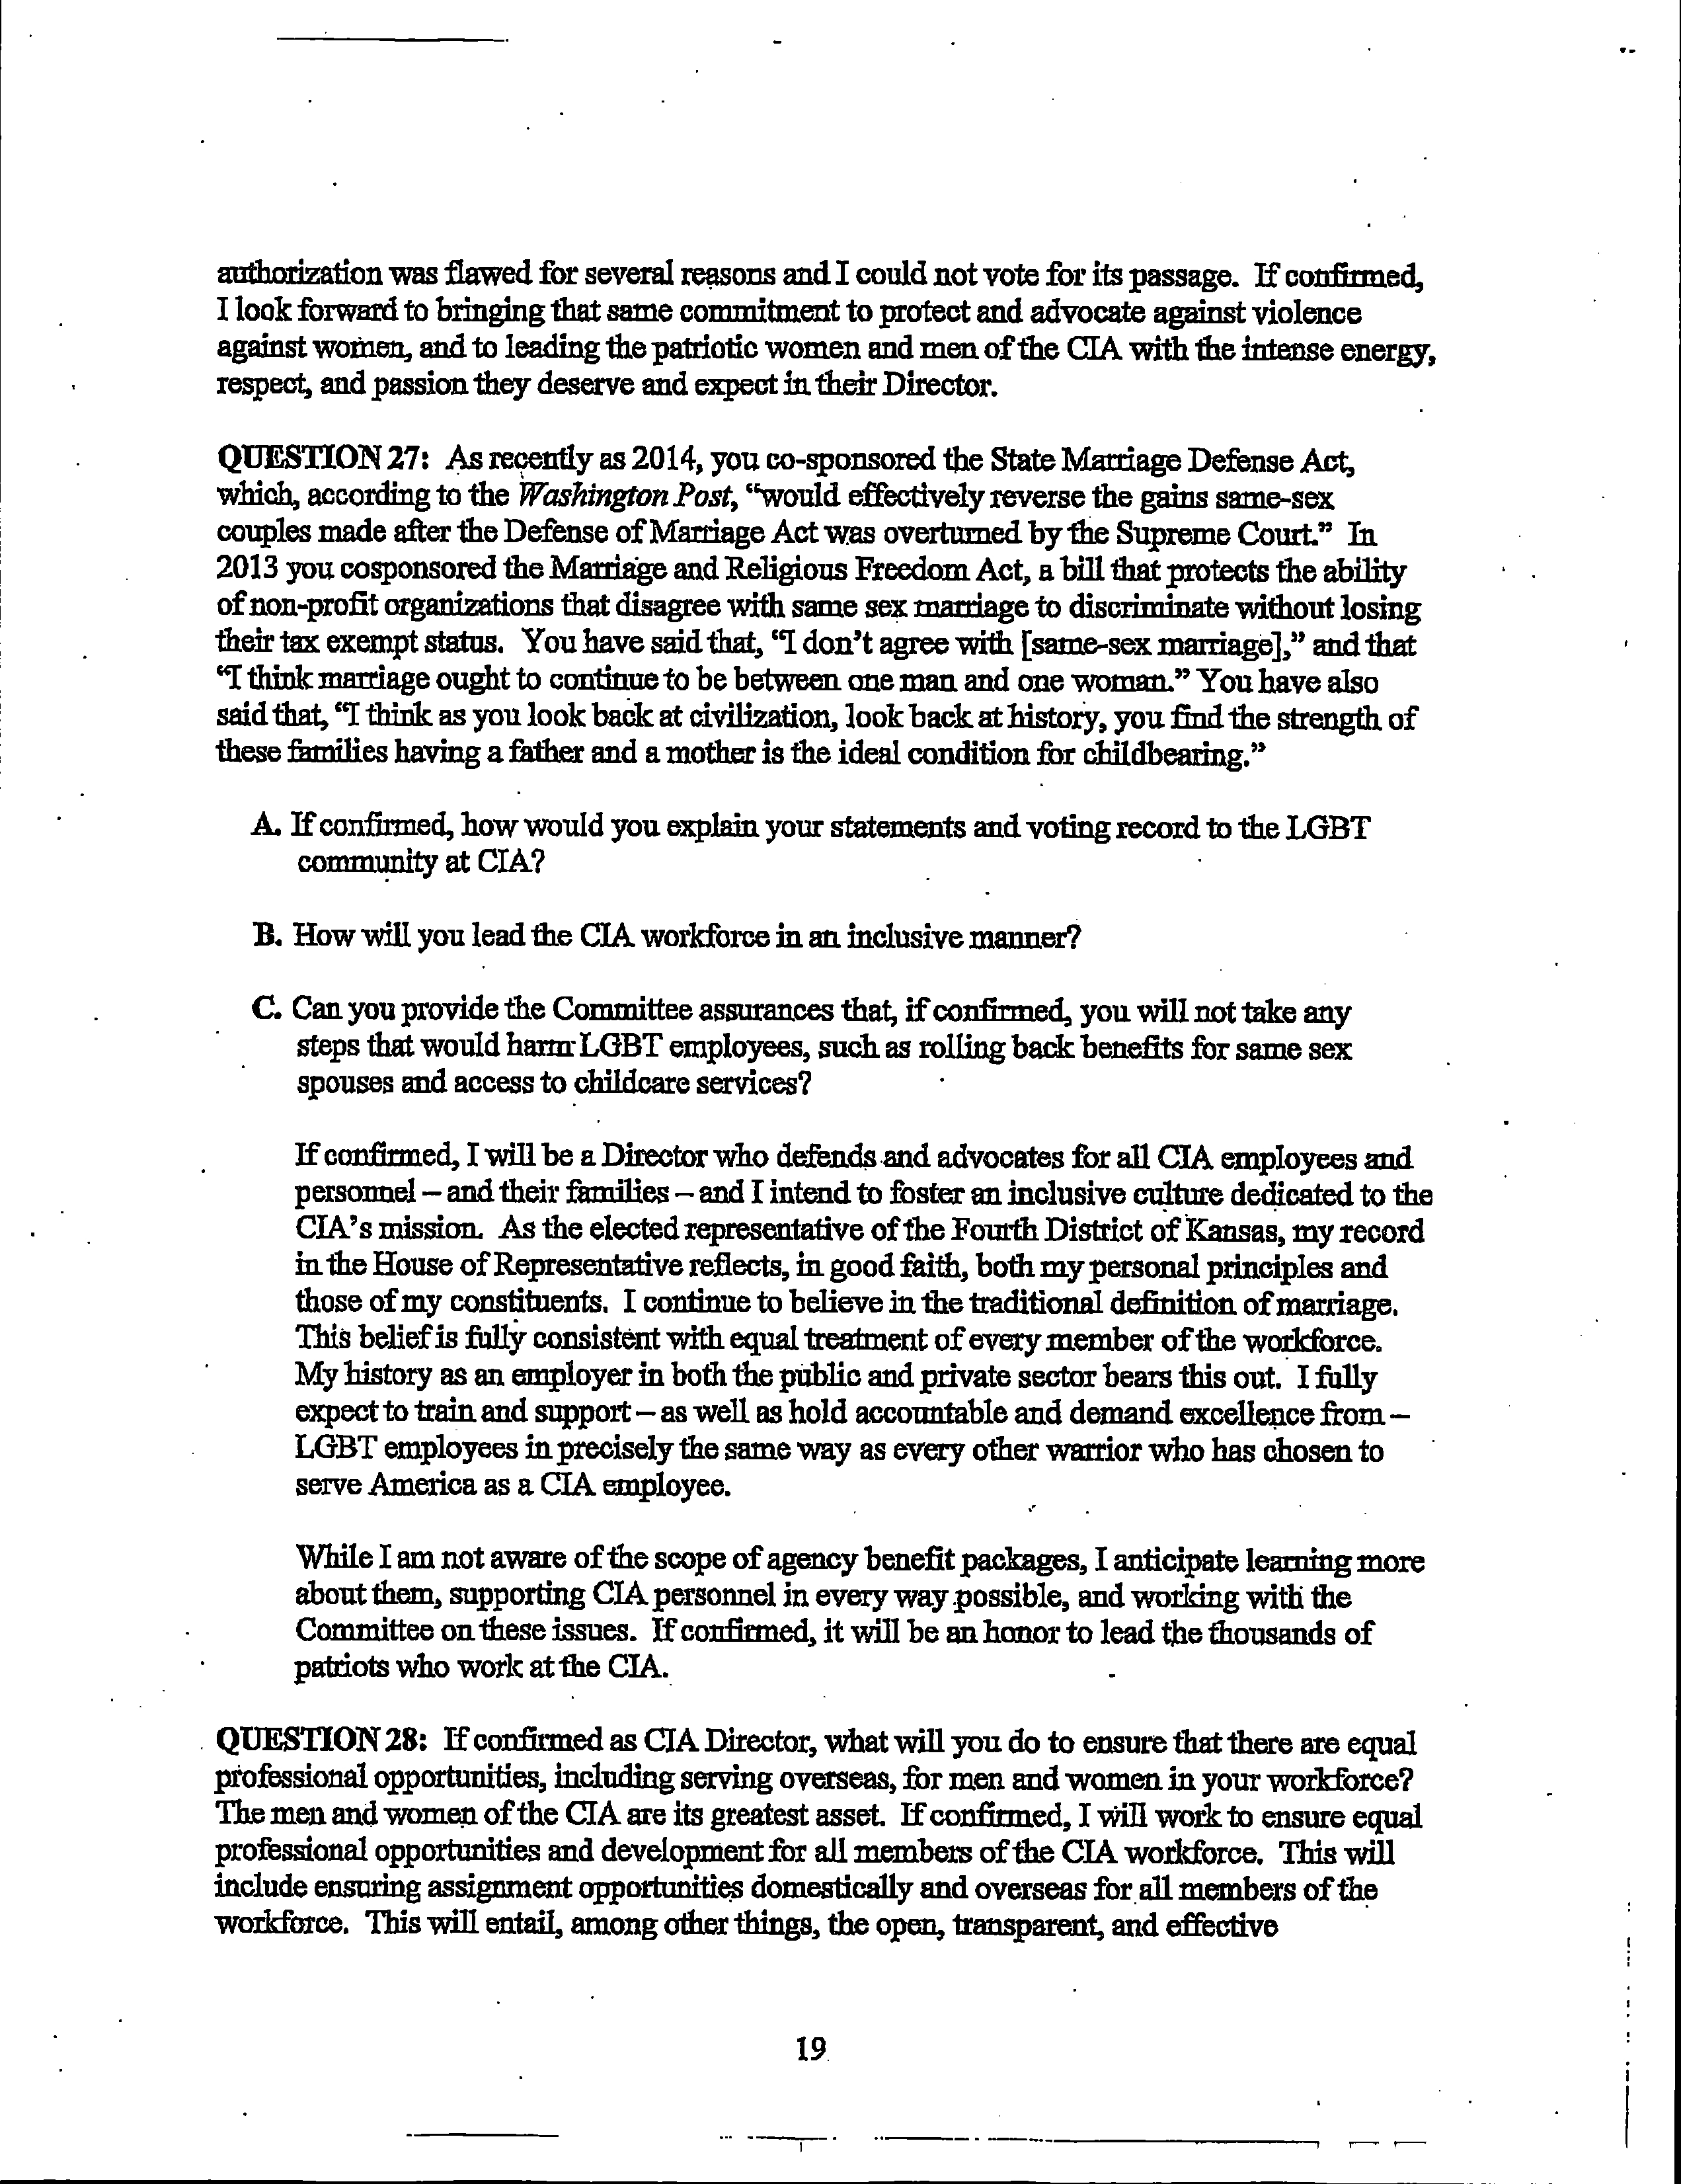 authorization was flawed for several reasons and I could not vote for its passage. If confirmed,
I look forward to bringing that same commitment to protect and advocate against violence
against women, and to leading the patriotic women and men of the CIA with the intense energy,
respect, and passion they deserve and expect in their Director.
QUESTION 27: As recently as 2014, you co-sponsored the State Marriage Defense Act,
which, according to the Washington Post, “would effectively reverse the gains same-sex
couples made after the Defense of Marriage Act was overturned by the Supreme Court.” In
2013 you cosponsored the Marriage and Religious Freedom Act, a bill that protects the ability
of non-profit organizations that disagree with same sex marriage to discriminate without losing
their tax exempt status. You have said that, “I don’t agree with [same-sex marriage],” and that
“I think marriage ought to continue to be between one man and one woman.” You have also
said that, “I think as you look back at civilization, look back at history, you find the strength of
these families having a father and a mother is the ideal condition for childbearing.”
A. If confirmed, how would you explain your statements and voting record to the LGBT
community at CIA?
B. How will you lead the CIA workforce in an inclusive manner?
C. Can you provide the Committee assurances that, if confirmed, you will not take any
steps that would harm LGBT employees, such as rolling back benefits for same sex
spouses and access to childcare services?
If confirmed, I will be a Director who defends and advocates for all CIA employees and
personnel – and their families – and I intend to foster an inclusive culture dedicated to the
CIA’s mission. As the elected representative of the Fourth District of Kansas, my record
in the House of Representative reflects, in good faith, both my personal principles and
those of my constituents. I continue to believe in the traditional definition of marriage.
This belief is fully consistent with equal treatment of every member of the workforce.
My history as an employer in both the public and private sector bears this out. I fully
expect to train and support – as well as hold accountable and demand excellence from –
LGBT employees in precisely the same way as every other warrior who has chosen to
serve America as a CIA employee.
While I am not aware of the scope of agency benefit packages, I anticipate learning more
about them, supporting CIA personnel in every way possible, and working with the
Committee on these issues. If confirmed, it will be an honor to lead the thousands of
patriots who work at the CIA.
QUESTION 28: If confirmed as CIA Director, what will you do to ensure that there are equal
professional opportunities, including serving overseas, for men and women in your workforce?
The men and women of the CIA are its greatest asset. If confirmed, I will work to ensure equal
professional opportunities and development for all members of the CIA workforce. This will
include ensuring assignment opportunities domestically and overseas for all members of the
workforce. This will entail, among other things, the open, transparent, and effective
19